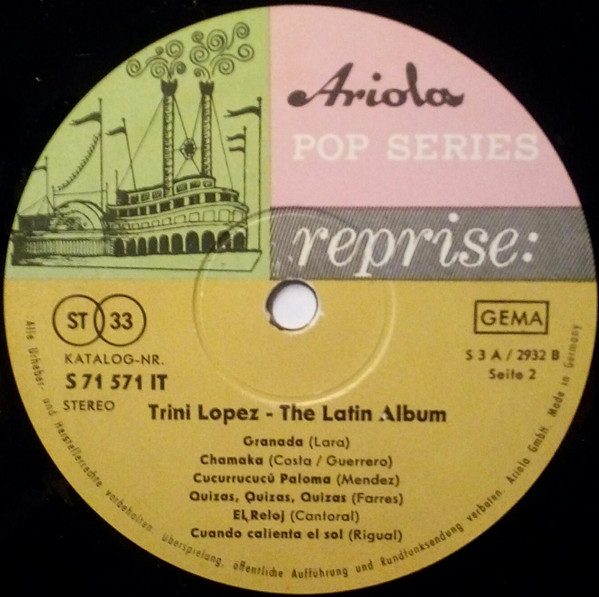 Ariola
POP SERIES
reprise:
ST 33
GEMA
KATALOG-NR.
S 71 571 IT
STEREO
S 3 A / 2932 B
Seite 2
Trini Lopez - The Latin Album
Granada (Lara)
Chamaka (Costa / Guerrero)
Cucurrucucù Paloma (Mendez)
Quizas, Quizas, Quizas (Farres)
El Reloj (Cantoral)
Cuando calienta el sol (Rigual)
Alle Urheber- und Herstellerrechte vorbehalten. Überspielung, öffentliche Aufführung und Rundfunksendung verboten. Ariola GmbH. Made in Germany